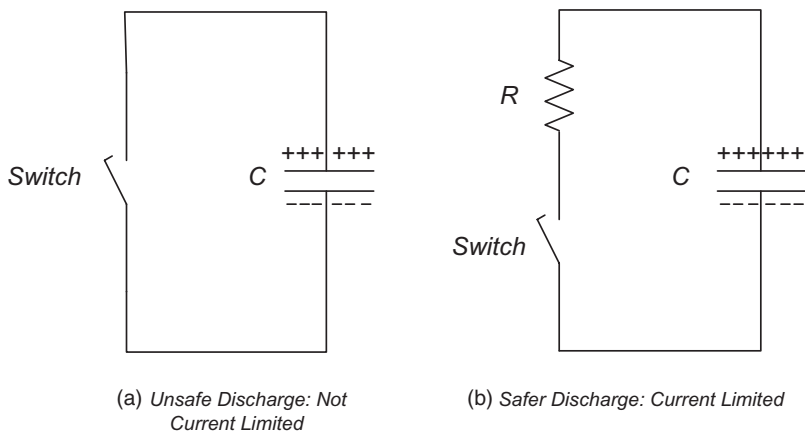 Switch
C
+++ +++
--- ---
(a) Unsafe Discharge: Not
Current Limited
R
Switch
C
++++++
------
(b) Safer Discharge: Current Limited